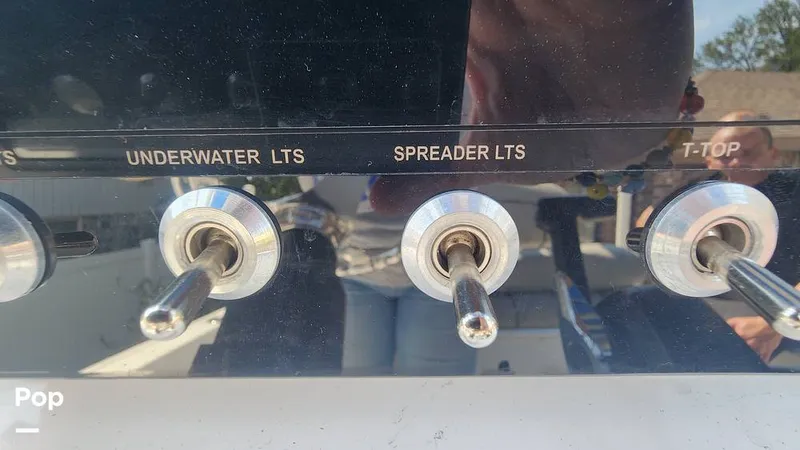 UNDERWATER LTS
SPREADER LTS
T-TOP
Pop